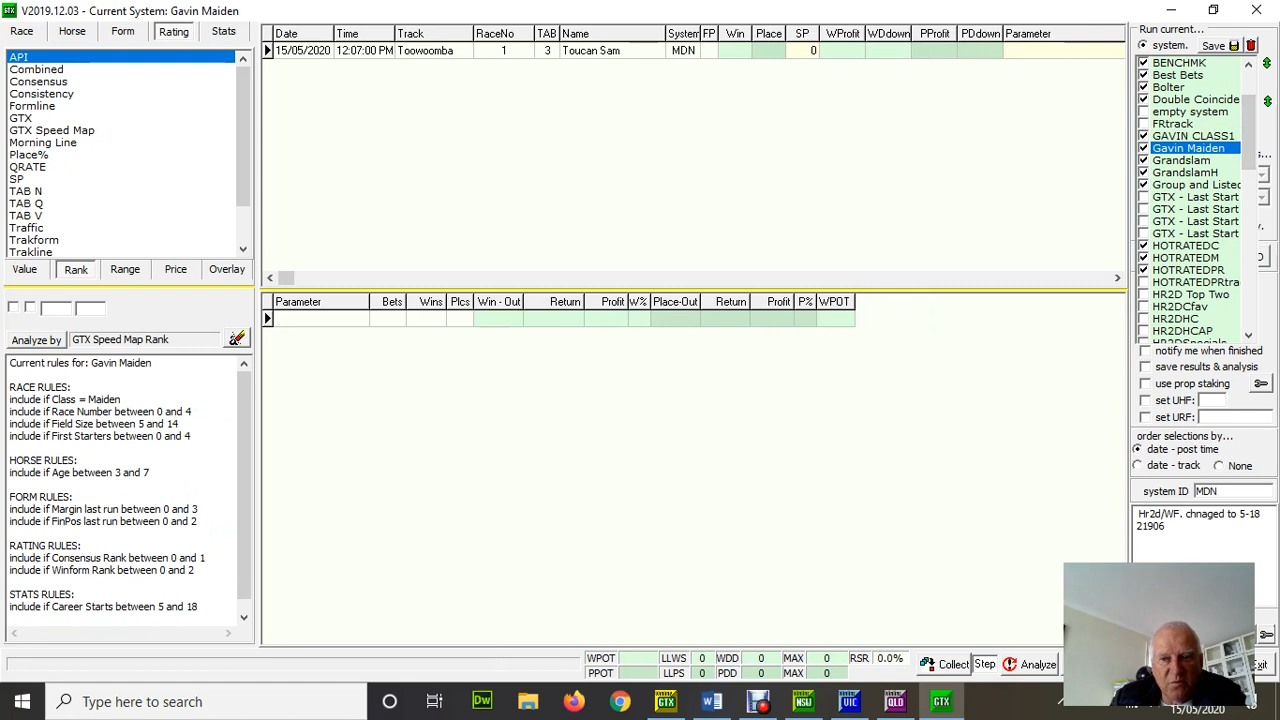 V2019.12.03 - Current System: Gavin Maiden
Race Horse Form Rating Stats
API
Combined
Consensus
Consistency
Formline
GTX
GTX Speed Map
Morning Line
Place%
QRATE
SP
TAB N
TAB Q
TAB V
Traffic
Trakform
Trakline
Value Rank Range Price Overlay
Analyze by GTX Speed Map Rank
Current rules for: Gavin Maiden
RACE RULES:
include if Class = Maiden
include if Race Number between 0 and 4
include if Field Size between 5 and 14
include if First Starters between 0 and 4
HORSE RULES:
include if Age between 3 and 7
FORM RULES:
include if Margin last run between 0 and 3
include if FinPos last run between 0 and 2
RATING RULES:
include if Consensus Rank between 0 and 1
include if Winform Rank between 0 and 2
STATS RULES:
include if Career Starts between 5 and 18
Date Time Track RaceNo TAB Name System FP Win Place SP WProfit WDdown PProfit PDdown Parameter
15/05/2020 12:07:00 PM Toowoomba 1 3 Toucan Sam MDN 0
Parameter Bets Wins Plcs Win - Out Return Profit W% Place-Out Return Profit P% WPOT
WPOT LLWS 0 WDD 0 MAX 0 RSR 0.0%
PPOT LLPS 0 PDD 0 MAX 0
Collect Step Analyze
Run current...
system. Save
BENCHMK
Best Bets
Bolter
Double Coincide
empty system
FRtrack
GAVIN CLASS1
Gavin Maiden
Grandslam
GrandslamH
Group and Listed
GTX - Last Start
GTX - Last Start
GTX - Last Start
GTX - Last Start
HOTRATEDC
HOTRATEDM
HOTRATEDPR
HOTRATEDPRtra
HR2D Top Two
HR2DCfav
HR2DHC
HR2DHCAP
HR2DSpecials
notify me when finished
save results & analysis
use prop staking
set UHF:
set URF:
order selections by...
date - post time
date - track None
system ID MDN
Hr2d/WF. chnaged to 5-18
21906
Type here to search
Dw GTX W NSW VIC QLD GTX
15/05/2020